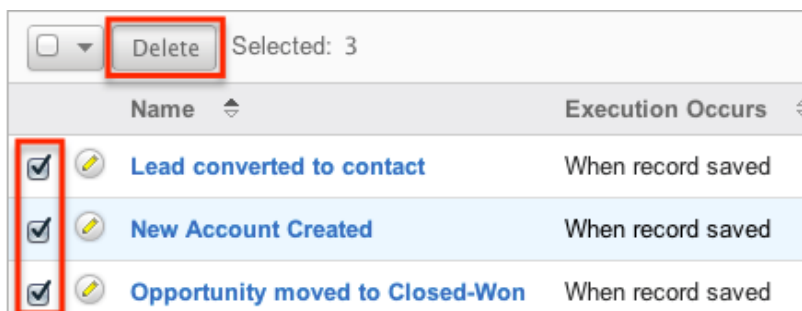 Delete Selected: 3
Name Execution Occurs
Lead converted to contact When record saved
New Account Created When record saved
Opportunity moved to Closed-Won When record saved